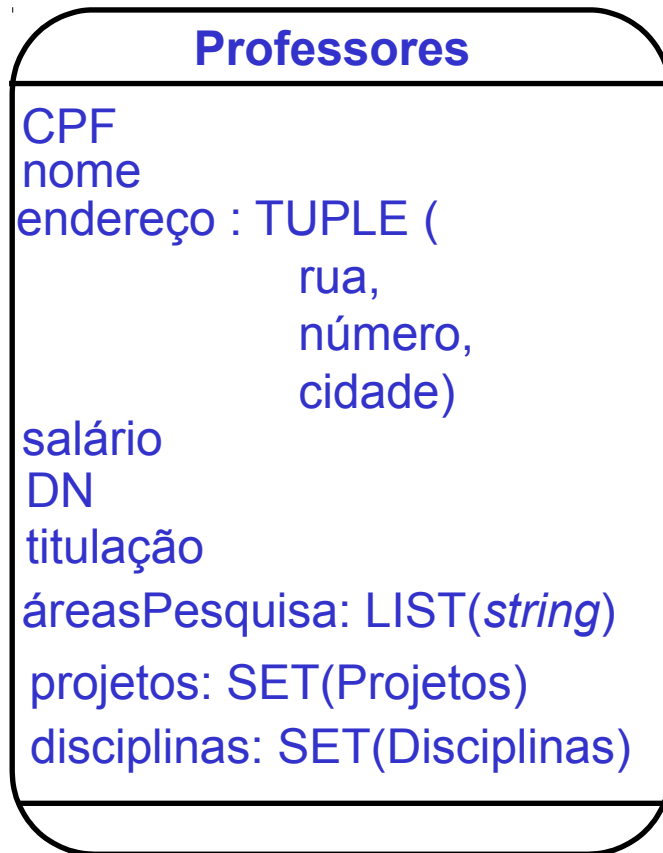 Professores
CPF
nome
endereço : TUPLE (
rua,
número,
cidade)
salário
DN
titulação
áreasPesquisa: LIST(string)
projetos: SET(Projetos)
disciplinas: SET(Disciplinas)